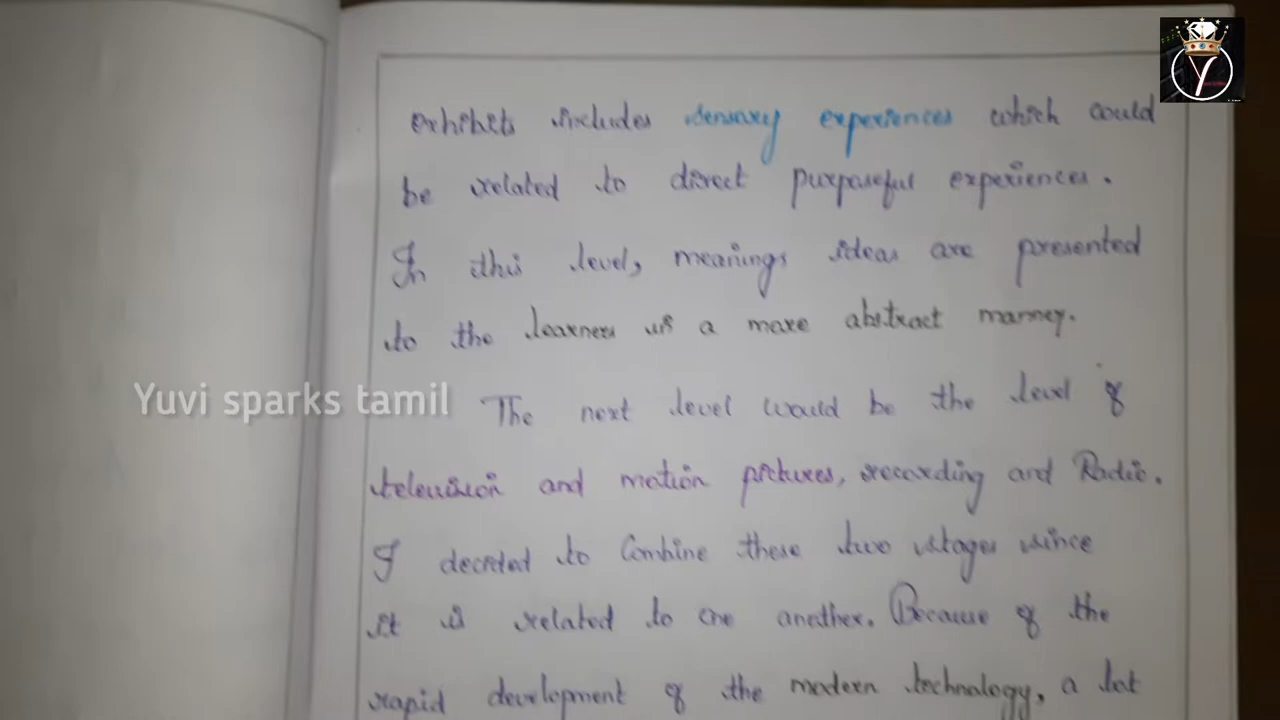 exhibits includes sensory experiences which could
be related to direct purposeful experiences.
In this level, meanings ideas are presented
to the learners in a more abstract manner.
Yuvi sparks tamil
The next level would be the level of
television and motion pictures, recording and Radio.
I decided to Combine these two stages since
it is related to one another. Because of the
rapid development of the modern technology, a lot
Y